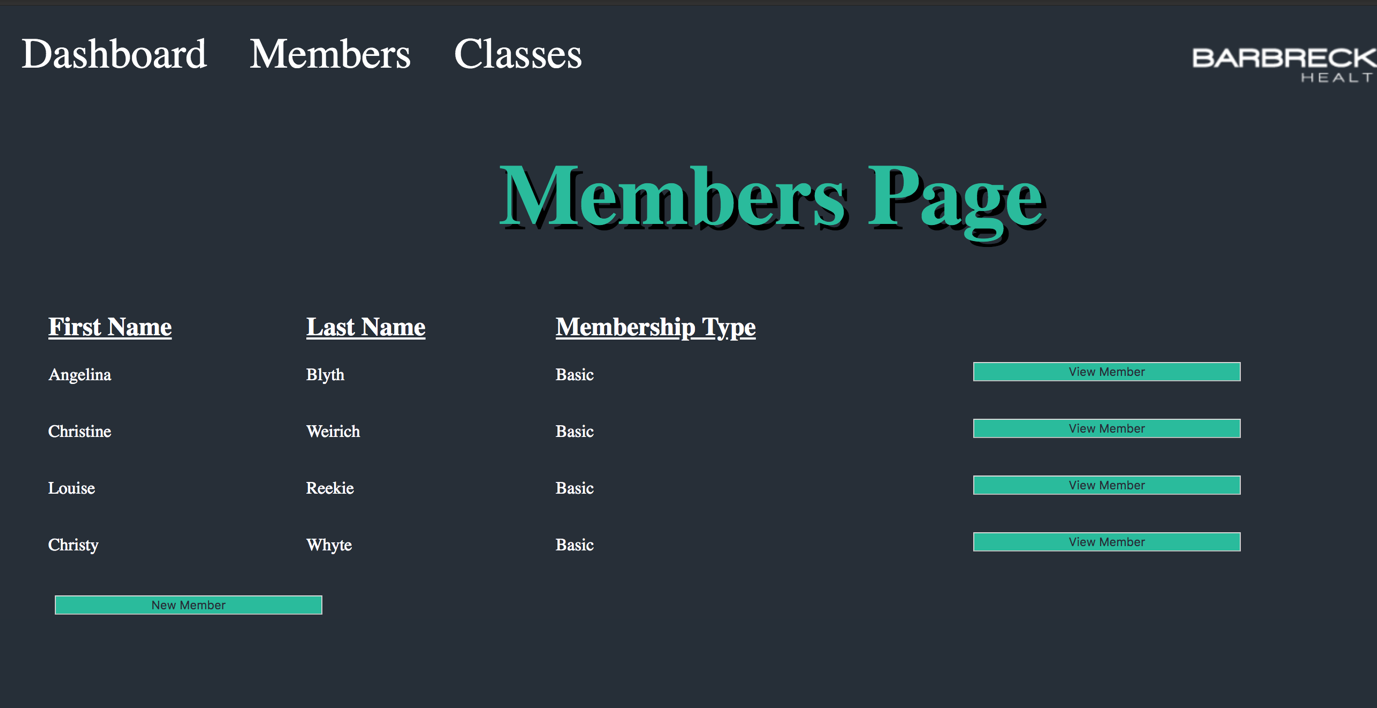 Dashboard Members Classes
BARBRECK
HEALT
Members Page
First Name Last Name Membership Type
Angelina Blyth Basic View Member
Christine Weirich Basic View Member
Louise Reekie Basic View Member
Christy Whyte Basic View Member
New Member